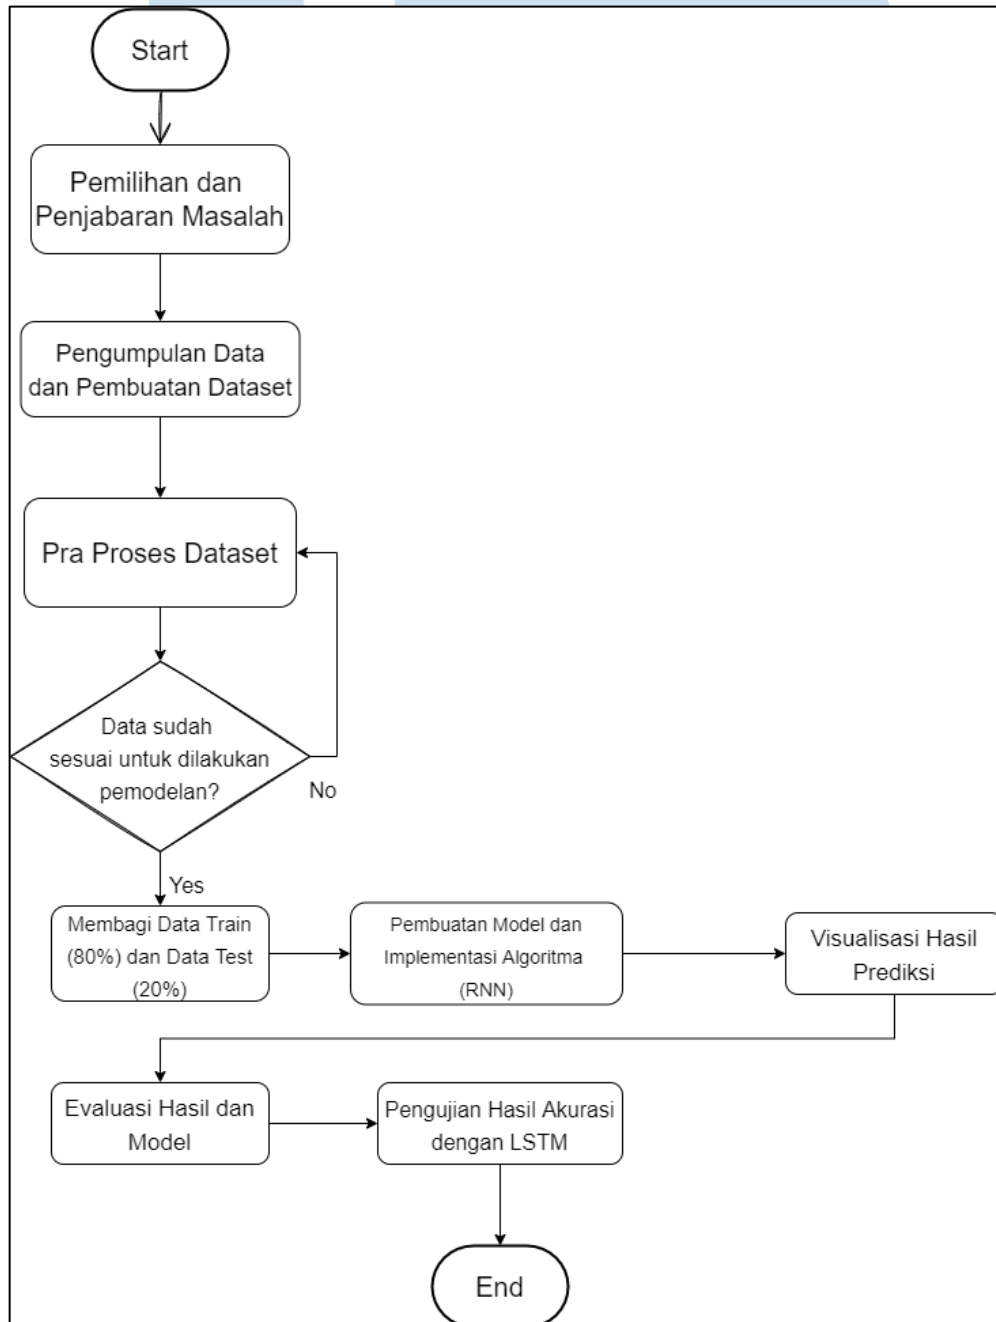 Start
Pemilihan dan
Penjabaran Masalah
Pengumpulan Data
dan Pembuatan Dataset
Pra Proses Dataset
Data sudah
sesuai untuk dilakukan
pemodelan?
No
Yes
Membagi Data Train
(80%) dan Data Test
(20%)
Pembuatan Model dan
Implementasi Algoritma
(RNN)
Visualisasi Hasil
Prediksi
Evaluasi Hasil dan
Model
Pengujian Hasil Akurasi
dengan LSTM
End